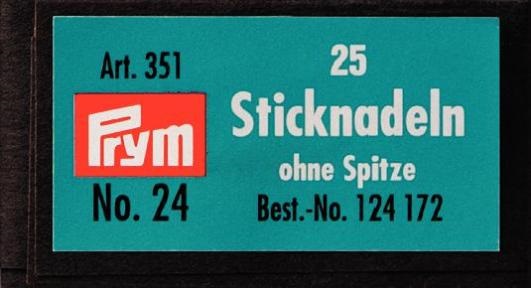 Art. 351
Prym
No. 24
25
Sticknadeln
ohne Spitze
Best.-No. 124 172